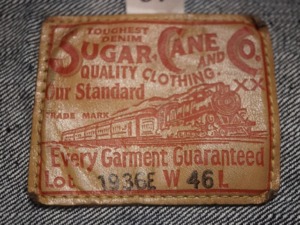 TOUGHEST
DENIM
SUGAR CANE AND CO.
QUALITY CLOTHING
Our Standard XX
TRADE MARK
Every Garment Guaranteed
Lot 1936E W 46 L